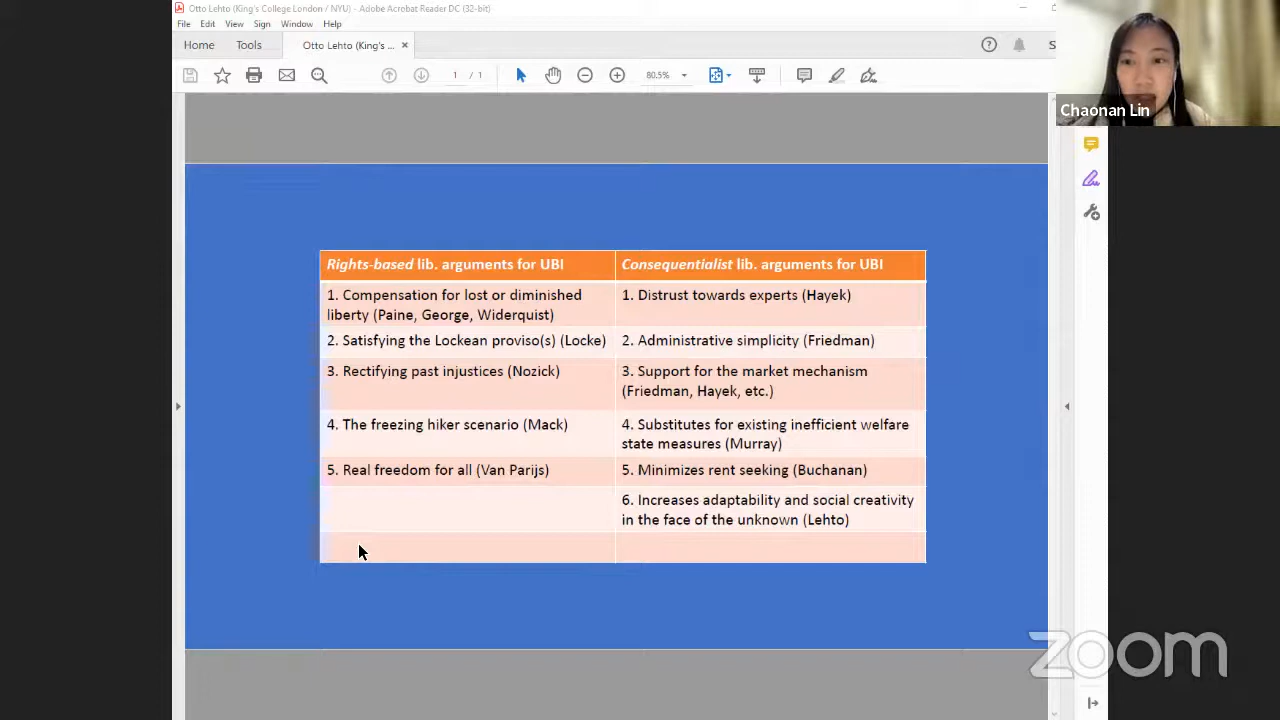 Otto Lehto (King's College London / NYU) - Adobe Acrobat Reader DC (32-bit)
File Edit View Sign Window Help
Home Tools Otto Lehto (King's ... ×
1 / 1 80.5%
Chaonan Lin
Rights-based lib. arguments for UBI
Consequentialist lib. arguments for UBI
1. Compensation for lost or diminished
liberty (Paine, George, Widerquist)
1. Distrust towards experts (Hayek)
2. Satisfying the Lockean proviso(s) (Locke)
2. Administrative simplicity (Friedman)
3. Rectifying past injustices (Nozick)
3. Support for the market mechanism
(Friedman, Hayek, etc.)
4. The freezing hiker scenario (Mack)
4. Substitutes for existing inefficient welfare
state measures (Murray)
5. Real freedom for all (Van Parijs)
5. Minimizes rent seeking (Buchanan)
6. Increases adaptability and social creativity
in the face of the unknown (Lehto)
zoom